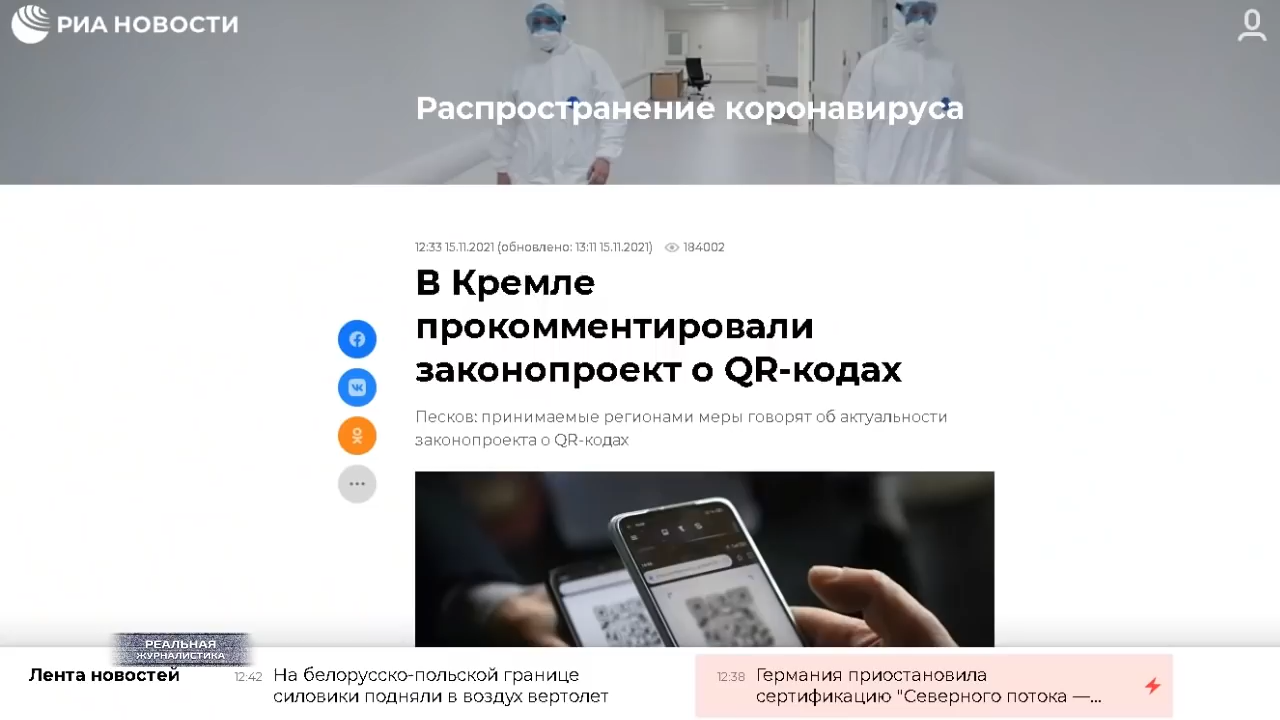 РИА НОВОСТИ
Распространение коронавируса
12:33 15.11.2021 (обновлено: 13:11 15.11.2021) 184002
В Кремле
прокомментировали
законопроект о QR-кодах
Песков: принимаемые регионами меры говорят об актуальности
законопроекта о QR-кодах
РЕАЛЬНАЯ
ЖУРНАЛИСТИКА
Лента новостей
12:42 На белорусско-польской границе
силовики подняли в воздух вертолет
12:38 Германия приостановила
сертификацию "Северного потока —...